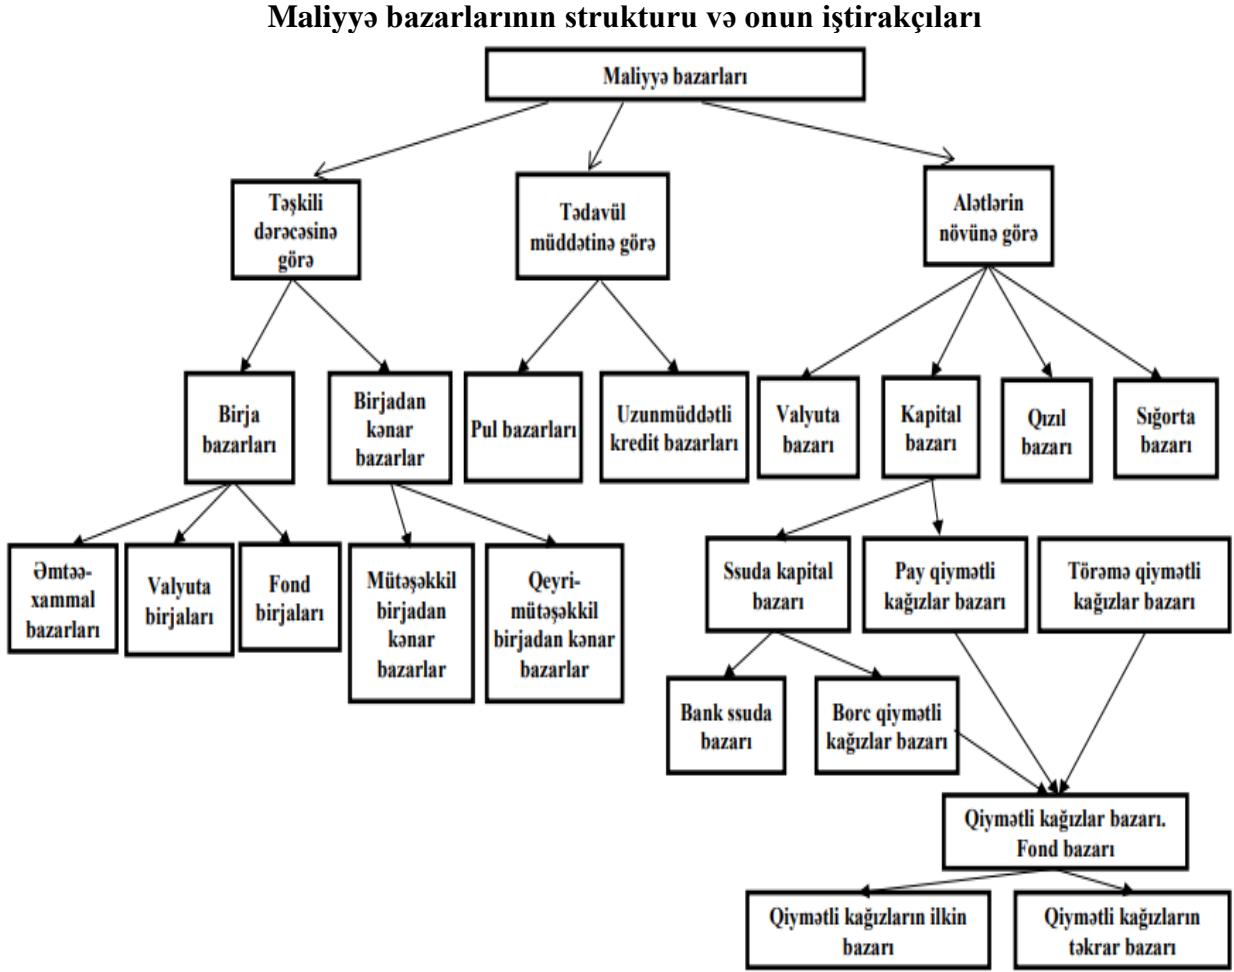 Maliyyə bazarlarının strukturu və onun iştirakçıları
Maliyyə bazarları
Təşkili
dərəcəsinə
görə
Tədavül
müddətinə görə
Alətlərin
növünə görə
Birja
bazarları
Birjadan
kənar
bazarlar
Pul bazarları
Uzunmüddətli
kredit bazarları
Valyuta
bazarı
Kapital
bazarı
Qızıl
bazarı
Sığorta
bazarı
Əmtəə-
xammal
bazarları
Valyuta
birjaları
Fond
birjaları
Mütəşəkkil
birjadan
kənar
bazarlar
Qeyri-
mütəşəkkil
birjadan kənar
bazarlar
Ssuda kapital
bazarı
Pay qiymətli
kağızlar bazarı
Törəmə qiymətli
kağızlar bazarı
Bank ssuda
bazarı
Borc qiymətli
kağızlar bazarı
Qiymətli kağızlar bazarı.
Fond bazarı
Qiymətli kağızların ilkin
bazarı
Qiymətli kağızların
təkrar bazarı